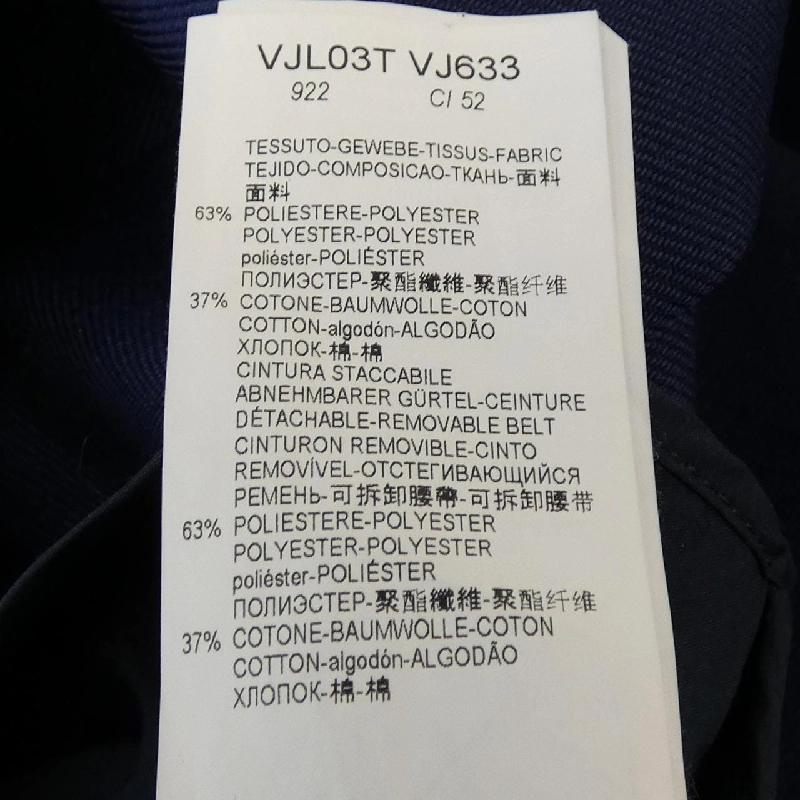 VJL03T VJ633
922 CI 52
TESSUTO-GEWEBE-TISSUS-FABRIC
TEJIDO-COMPOSICAO-ТКАНЬ-面料
面料
63% POLIESTERE-POLYESTER
POLYESTER-POLYESTER
poliéster-POLIÉSTER
ПОЛИЭСТЕР-聚酯纖維-聚酯纤维
37% COTONE-BAUMWOLLE-COTON
COTTON-algodón-ALGODÃO
ХЛОПОК-棉-棉
CINTURA STACCABILE
ABNEHMBARER GÜRTEL-CEINTURE
DÉTACHABLE-REMOVABLE BELT
CINTURON REMOVIBLE-CINTO
REMOVÍVEL-ОТСТЕГИВАЮЩИЙСЯ
РЕМЕНЬ-可拆卸腰帶-可拆卸腰带
63% POLIESTERE-POLYESTER
POLYESTER-POLYESTER
poliéster-POLIÉSTER
ПОЛИЭСТЕР-聚酯纖維-聚酯纤维
37% COTONE-BAUMWOLLE-COTON
COTTON-algodón-ALGODÃO
ХЛОПОК-棉-棉